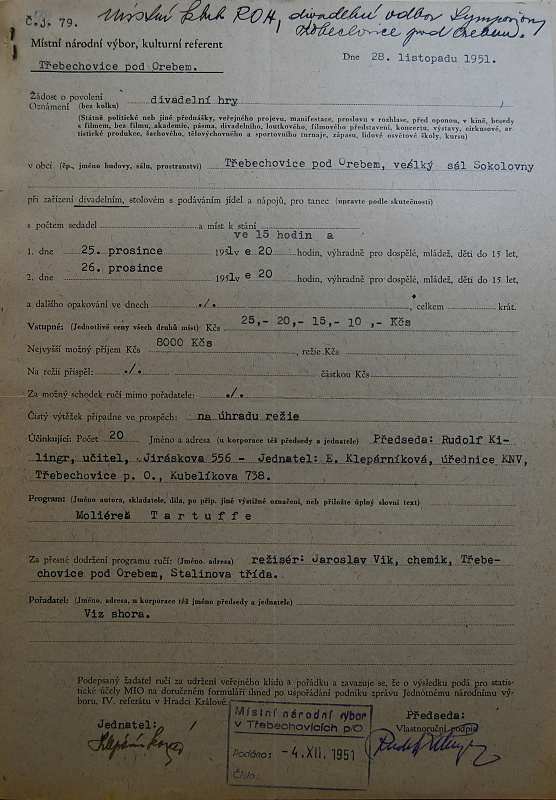 Č.j. 79. Místní klub ROH, divadelní odbor Symposion
Třebechovice pod Orebem.
Místní národní výbor, kulturní referent
Třebechovice pod Orebem.
Dne 28. listopadu 1951.
Žádost o povolení
Oznámení (bez kolku) divadelní hry
(Státně politické neb jiné přednášky, veřejného projevu, manifestace, proslovu v rozhlase, před oponou, v kině, besedy
s filmem, bez filmu, akademie, pásma, divadelního, loutkového, filmového představení, koncertu, výstavy, cirkusové, ar
tistické produkce, šachového, tělovýchovného a sportovního turnaje, zápasu, lidové osvětové školy, kursu)
v obci (čp., jméno budovy, sálu, prostranství) Třebechovice pod Orebem, veálký sál Sokolovny
při zařízení divadelním, stolovém s podáváním jídel a nápojů, pro tanec (upravte podle skutečnosti)
s počtem sedadel a míst k stání
ve 15 hodin a
1. dne 25. prosince 1951 v e 20 hodin, výhradně pro dospělé, mládež, děti do 15 let,
2. dne 26. prosince 1951 v e 20 hodin, výhradně pro dospělé, mládež, děti do 15 let,
a dalšího opakování ve dnech ./. , celkem krát.
Vstupné: (Jednotlivé ceny všech druhů míst) Kčs 25,- 20,- 15,- 10 ,- Kčs
Nejvyšší možný příjem Kčs 8000 Kčs , režie Kčs
Na režii přispěl: ./. částkou Kčs
Za možný schodek ručí mimo pořadatele: ./.
Čistý výtěžek připadne ve prospěch: na úhradu režie
Účinkující: Počet 20 Jméno a adresa (u korporace též předsedy a jednatele) Předseda: Rudolf Ki-
lingr, učitel, Jiráskova 556 - Jednatel: E. Klepárníková, úřednice KNV,
Třebechovice p. O., Kubelíkova 738.
Program: (Jméno autora, skladatele, díla, po příp. jiné výstižné označení, neb přiložte úplný slovní text)
Moliéreš T a r t u f f e
Za přesné dodržení programu ručí: (Jméno, adresa) režisér: Jaroslav Vik, chemik, Třebe-
chovice pod Orebem, Stalinova třída.
Pořadatel: (Jméno, adresa, u korporace též jméno předsedy a jednatele)
Viz shora.
Podepsaný žadatel ručí za udržení veřejného klidu a pořádku a zavazuje se, že o výsledku podá pro statis-
tické účely MIO na doručeném formuláři ihned po uspořádání podniku zprávu Jednotnému národnímu vý-
boru, IV. referátu v Hradci Králové.
Jednatel:
Předseda:
Vlastnoruční podpis
Místní národní výbor
v Třebechovicích p/O
Podáno: -4.XII.1951
Číslo: